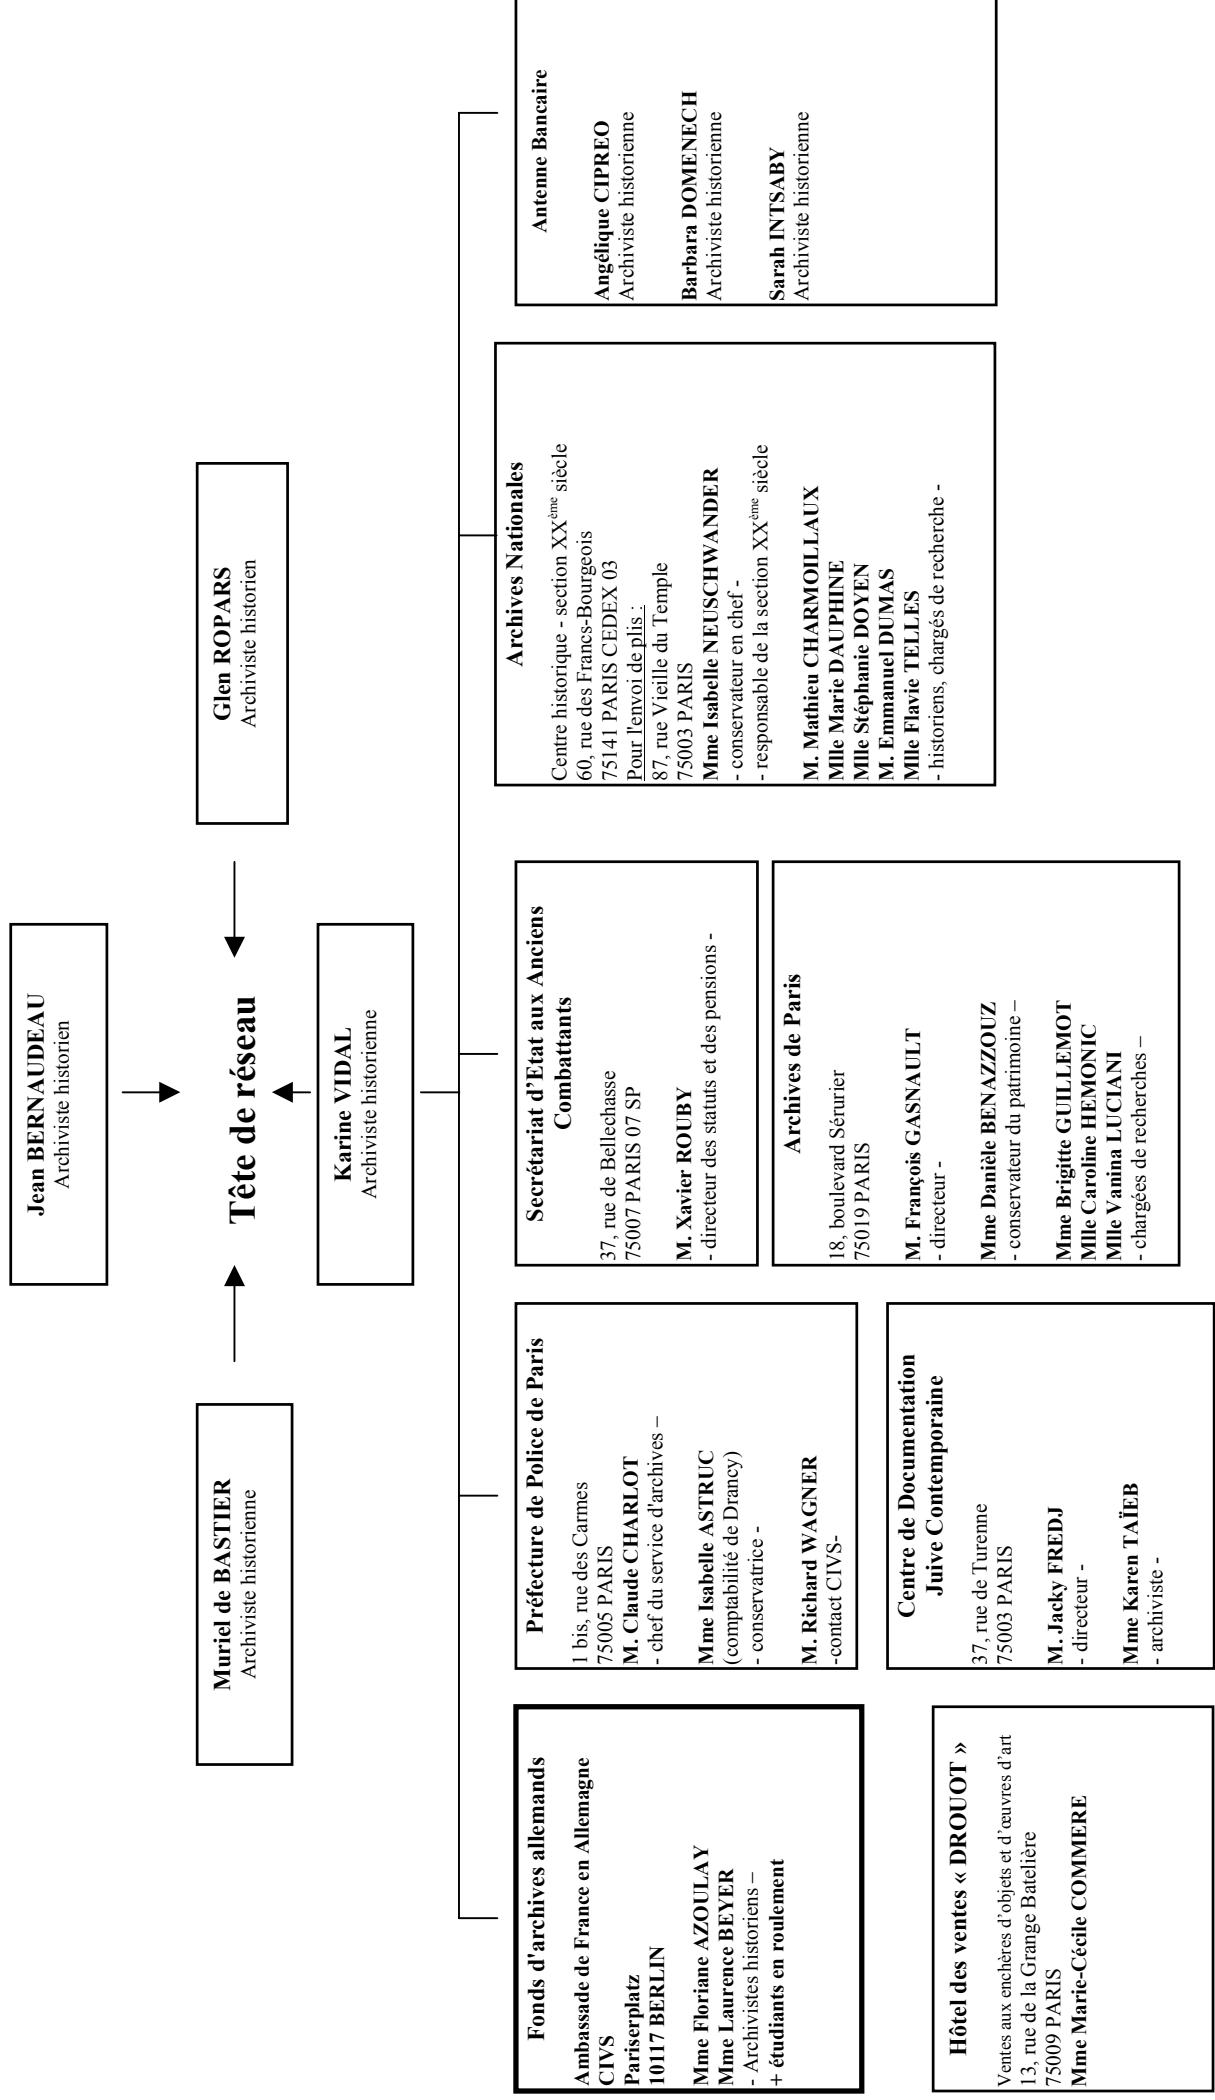 Jean BERNAUDEAU
Archiviste historien
Muriel de BASTIER
Archiviste historienne
Tête de réseau
Glen ROPARS
Archiviste historien
Karine VIDAL
Archiviste historienne
Fonds d'archives allemands
Ambassade de France en Allemagne
CIVS
Pariserplatz
10117 BERLIN
Mme Floriane AZOULAY
Mme Laurence BEYER
- Archivistes historiens –
+ étudiants en roulement
Hôtel des ventes « DROUOT »
Ventes aux enchères d'objets et d'œuvres d'art
13, rue de la Grange Batelière
75009 PARIS
Mme Marie-Cécile COMMERE
Préfecture de Police de Paris
1 bis, rue des Carmes
75005 PARIS
M. Claude CHARLOT
- chef du service d'archives –
Mme Isabelle ASTRUC
(comptabilité de Drancy)
- conservatrice -
M. Richard WAGNER
-contact CIVS-
Centre de Documentation
Juive Contemporaine
37, rue de Turenne
75003 PARIS
M. Jacky FREDJ
- directeur -
Mme Karen TAÏEB
- archiviste -
Secrétariat d'Etat aux Anciens
Combattants
37, rue de Bellechasse
75007 PARIS 07 SP
M. Xavier ROUBY
- directeur des statuts et des pensions -
Archives de Paris
18, boulevard Sérurier
75019 PARIS
M. François GASNAULT
- directeur -
Mme Danièle BENAZZOUZ
- conservateur du patrimoine –
Mme Brigitte GUILLEMOT
Mlle Caroline HEMONIC
Mlle Vanina LUCIANI
- chargées de recherches –
Archives Nationales
Centre historique - section XXème siècle
60, rue des Francs-Bourgeois
75141 PARIS CEDEX 03
Pour l'envoi de plis :
87, rue Vieille du Temple
75003 PARIS
Mme Isabelle NEUSCHWANDER
- conservateur en chef -
- responsable de la section XXème siècle
M. Mathieu CHARMOILLAUX
Mlle Marie DAUPHINE
Mlle Stéphanie DOYEN
M. Emmanuel DUMAS
Mlle Flavie TELLES
- historiens, chargés de recherche -
Antenne Bancaire
Angélique CIPREO
Archiviste historienne
Barbara DOMENECH
Archiviste historienne
Sarah INTSABY
Archiviste historienne